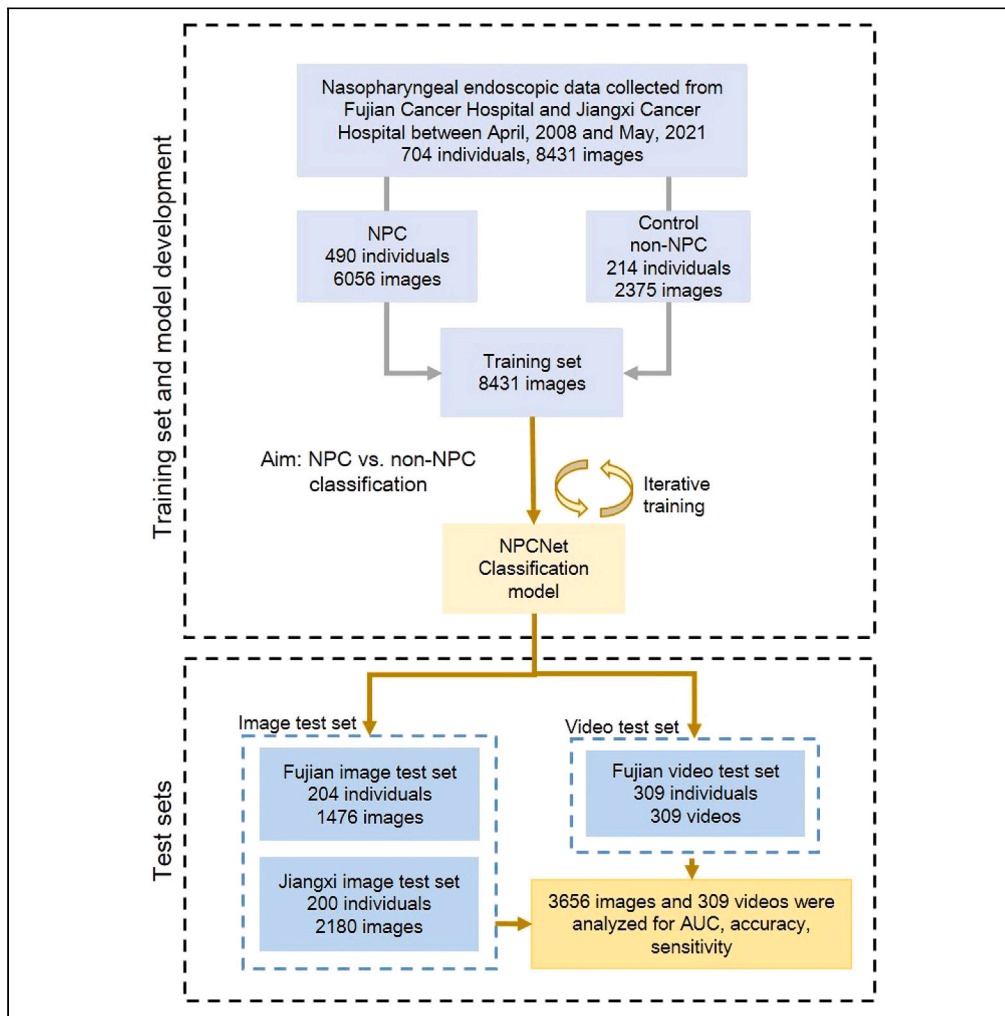 Training set and model development
Nasopharyngeal endoscopic data collected from
Fujian Cancer Hospital and Jiangxi Cancer
Hospital between April, 2008 and May, 2021
704 individuals, 8431 images
NPC
490 individuals
6056 images
Control
non-NPC
214 individuals
2375 images
Training set
8431 images
Aim: NPC vs. non-NPC
classification
Iterative
training
NPCNet
Classification
model
Test sets
Image test set
Fujian image test set
204 individuals
1476 images
Jiangxi image test set
200 individuals
2180 images
Video test set
Fujian video test set
309 individuals
309 videos
3656 images and 309 videos were
analyzed for AUC, accuracy,
sensitivity